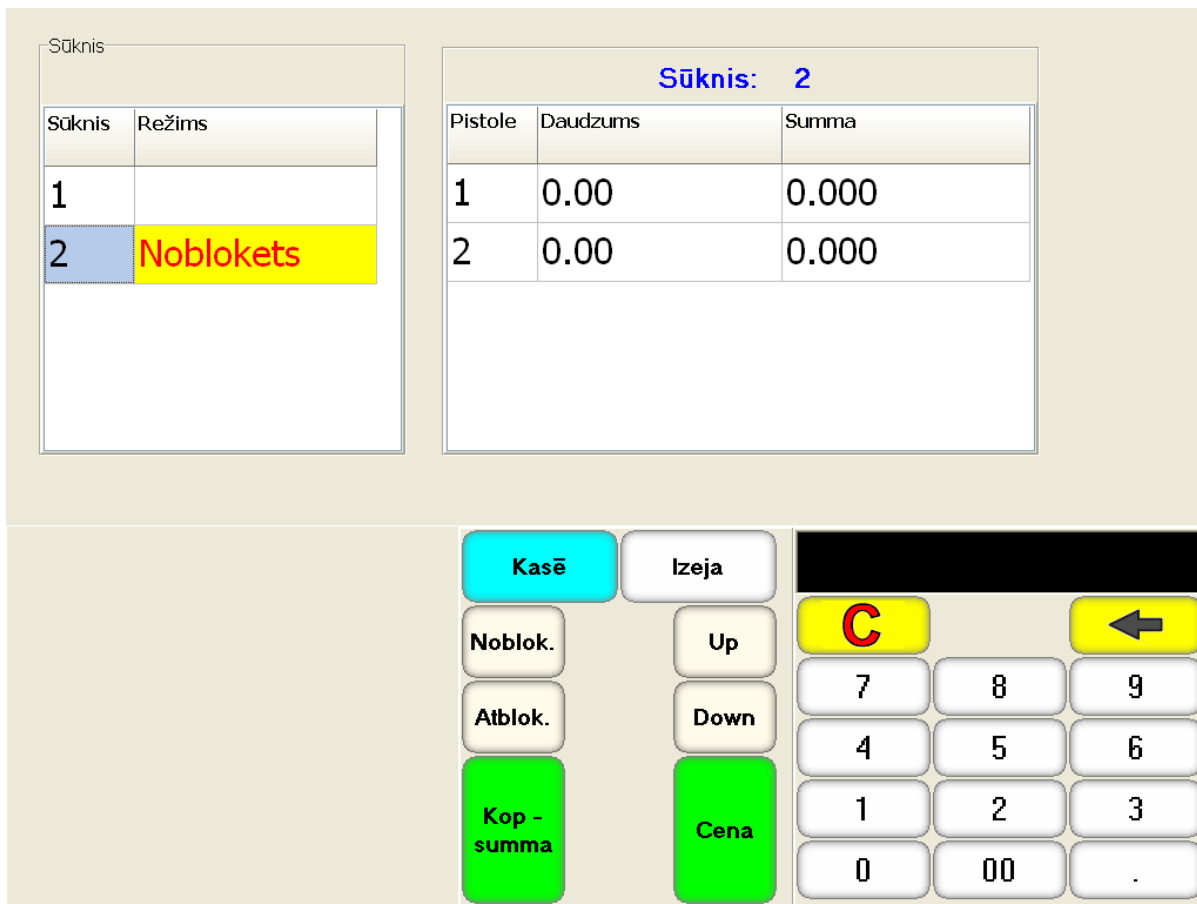 Sūknis
Sūknis Režims
1
2 Noblokets
Sūknis: 2
Pistole Daudzums Summa
1 0.00 0.000
2 0.00 0.000
Kasē Izeja
Noblok. Up
Atblok. Down
Kop -
summa
Cena
C
7 8 9
4 5 6
1 2 3
0 00 .